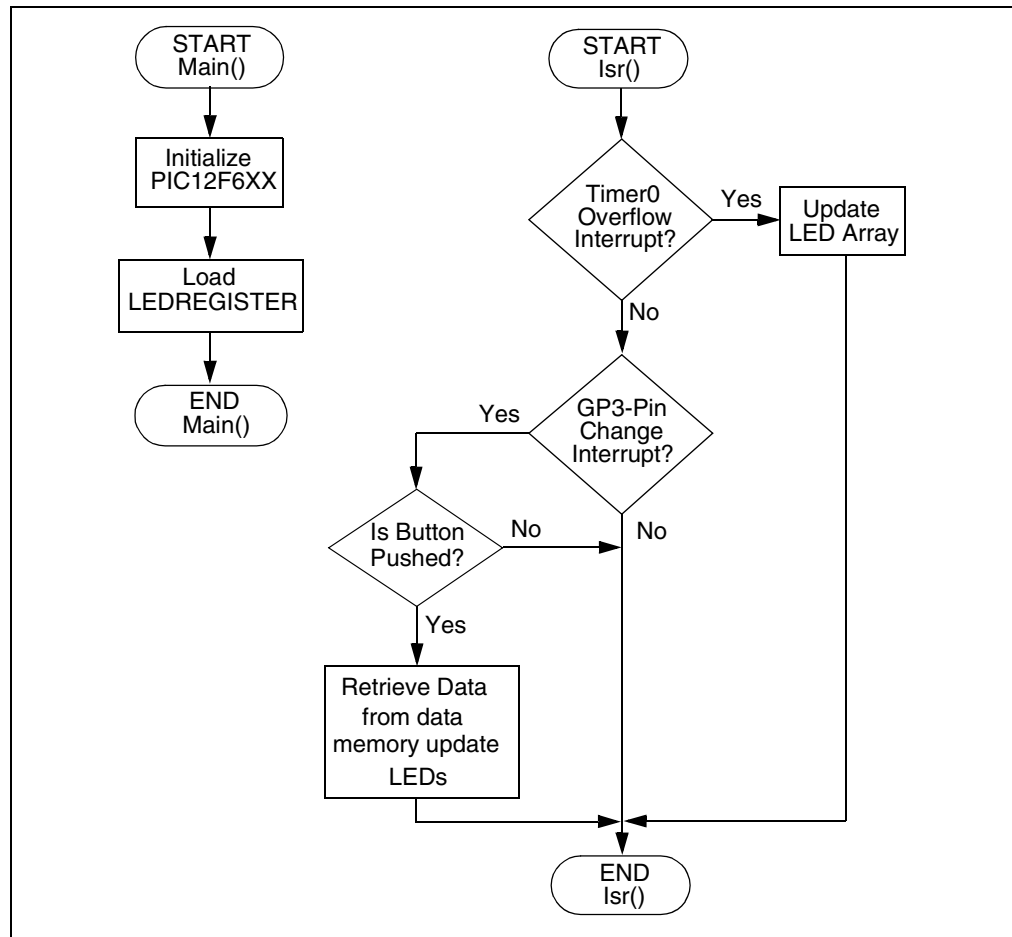 START
Main()
Initialize
PIC12F6XX
Load
LEDREGISTER
END
Main()
START
Isr()
Timer0
Overflow
Interrupt?
Yes
Update
LED Array
No
GP3-Pin
Change
Interrupt?
Yes
No
Is Button
Pushed?
No
Yes
Retrieve Data
from data
memory update
LEDs
END
Isr()